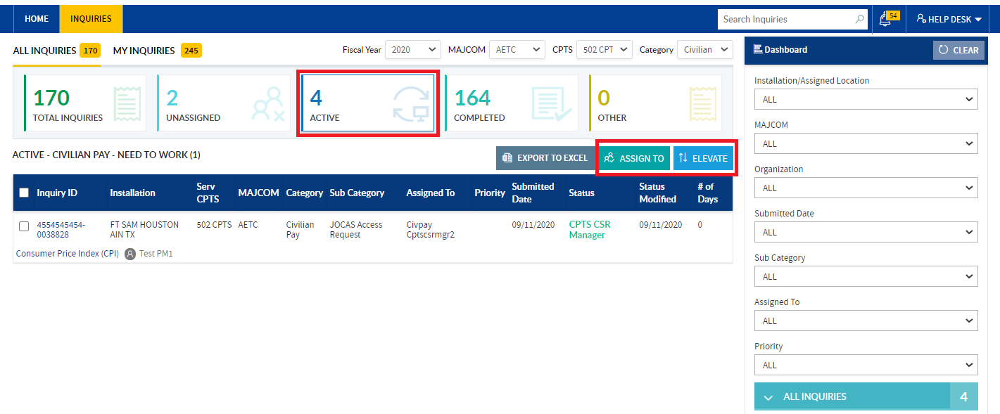 HOME
INQUIRIES
Search Inquiries
54
HELP DESK
ALL INQUIRIES 170
MY INQUIRIES 245
Fiscal Year 2020
MAJCOM AETC
CPTS 502 CPT
Category Civilian
170
TOTAL INQUIRIES
2
UNASSIGNED
4
ACTIVE
164
COMPLETED
0
OTHER
ACTIVE - CIVILIAN PAY - NEED TO WORK (1)
EXPORT TO EXCEL
ASSIGN TO
ELEVATE
Inquiry ID
Installation
Serv
CPTS
MAJCOM
Category
Sub Category
Assigned To
Priority
Submitted
Date
Status
Status
Modified
# of
Days
4554545454-
0038828
FT SAM HOUSTON
AIN TX
502 CPTS
AETC
Civilian
Pay
JOCAS Access
Request
Civpay
Cptscsrmgr2
09/11/2020
CPTS CSR
Manager
09/11/2020
0
Consumer Price Index (CPI)
Test PM1
Dashboard
CLEAR
Installation/Assigned Location
ALL
MAJCOM
ALL
Organization
ALL
Submitted Date
ALL
Sub Category
ALL
Assigned To
ALL
Priority
ALL
ALL INQUIRIES
4